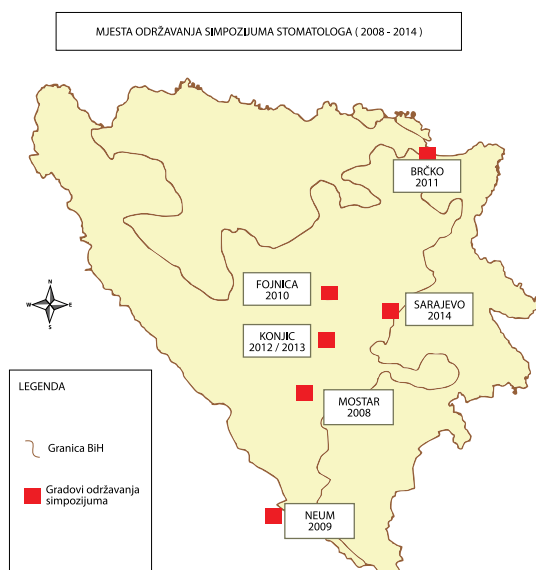 MJESTA ODRŽAVANJA SIMPOZIJUMA STOMATOLOGA ( 2008 - 2014 )
BRČKO
2011
FOJNICA
2010
SARAJEVO
2014
KONJIC
2012 / 2013
MOSTAR
2008
NEUM
2009
N
W
E
S
LEGENDA
Granica BiH
Gradovi održavanja
simpozijuma